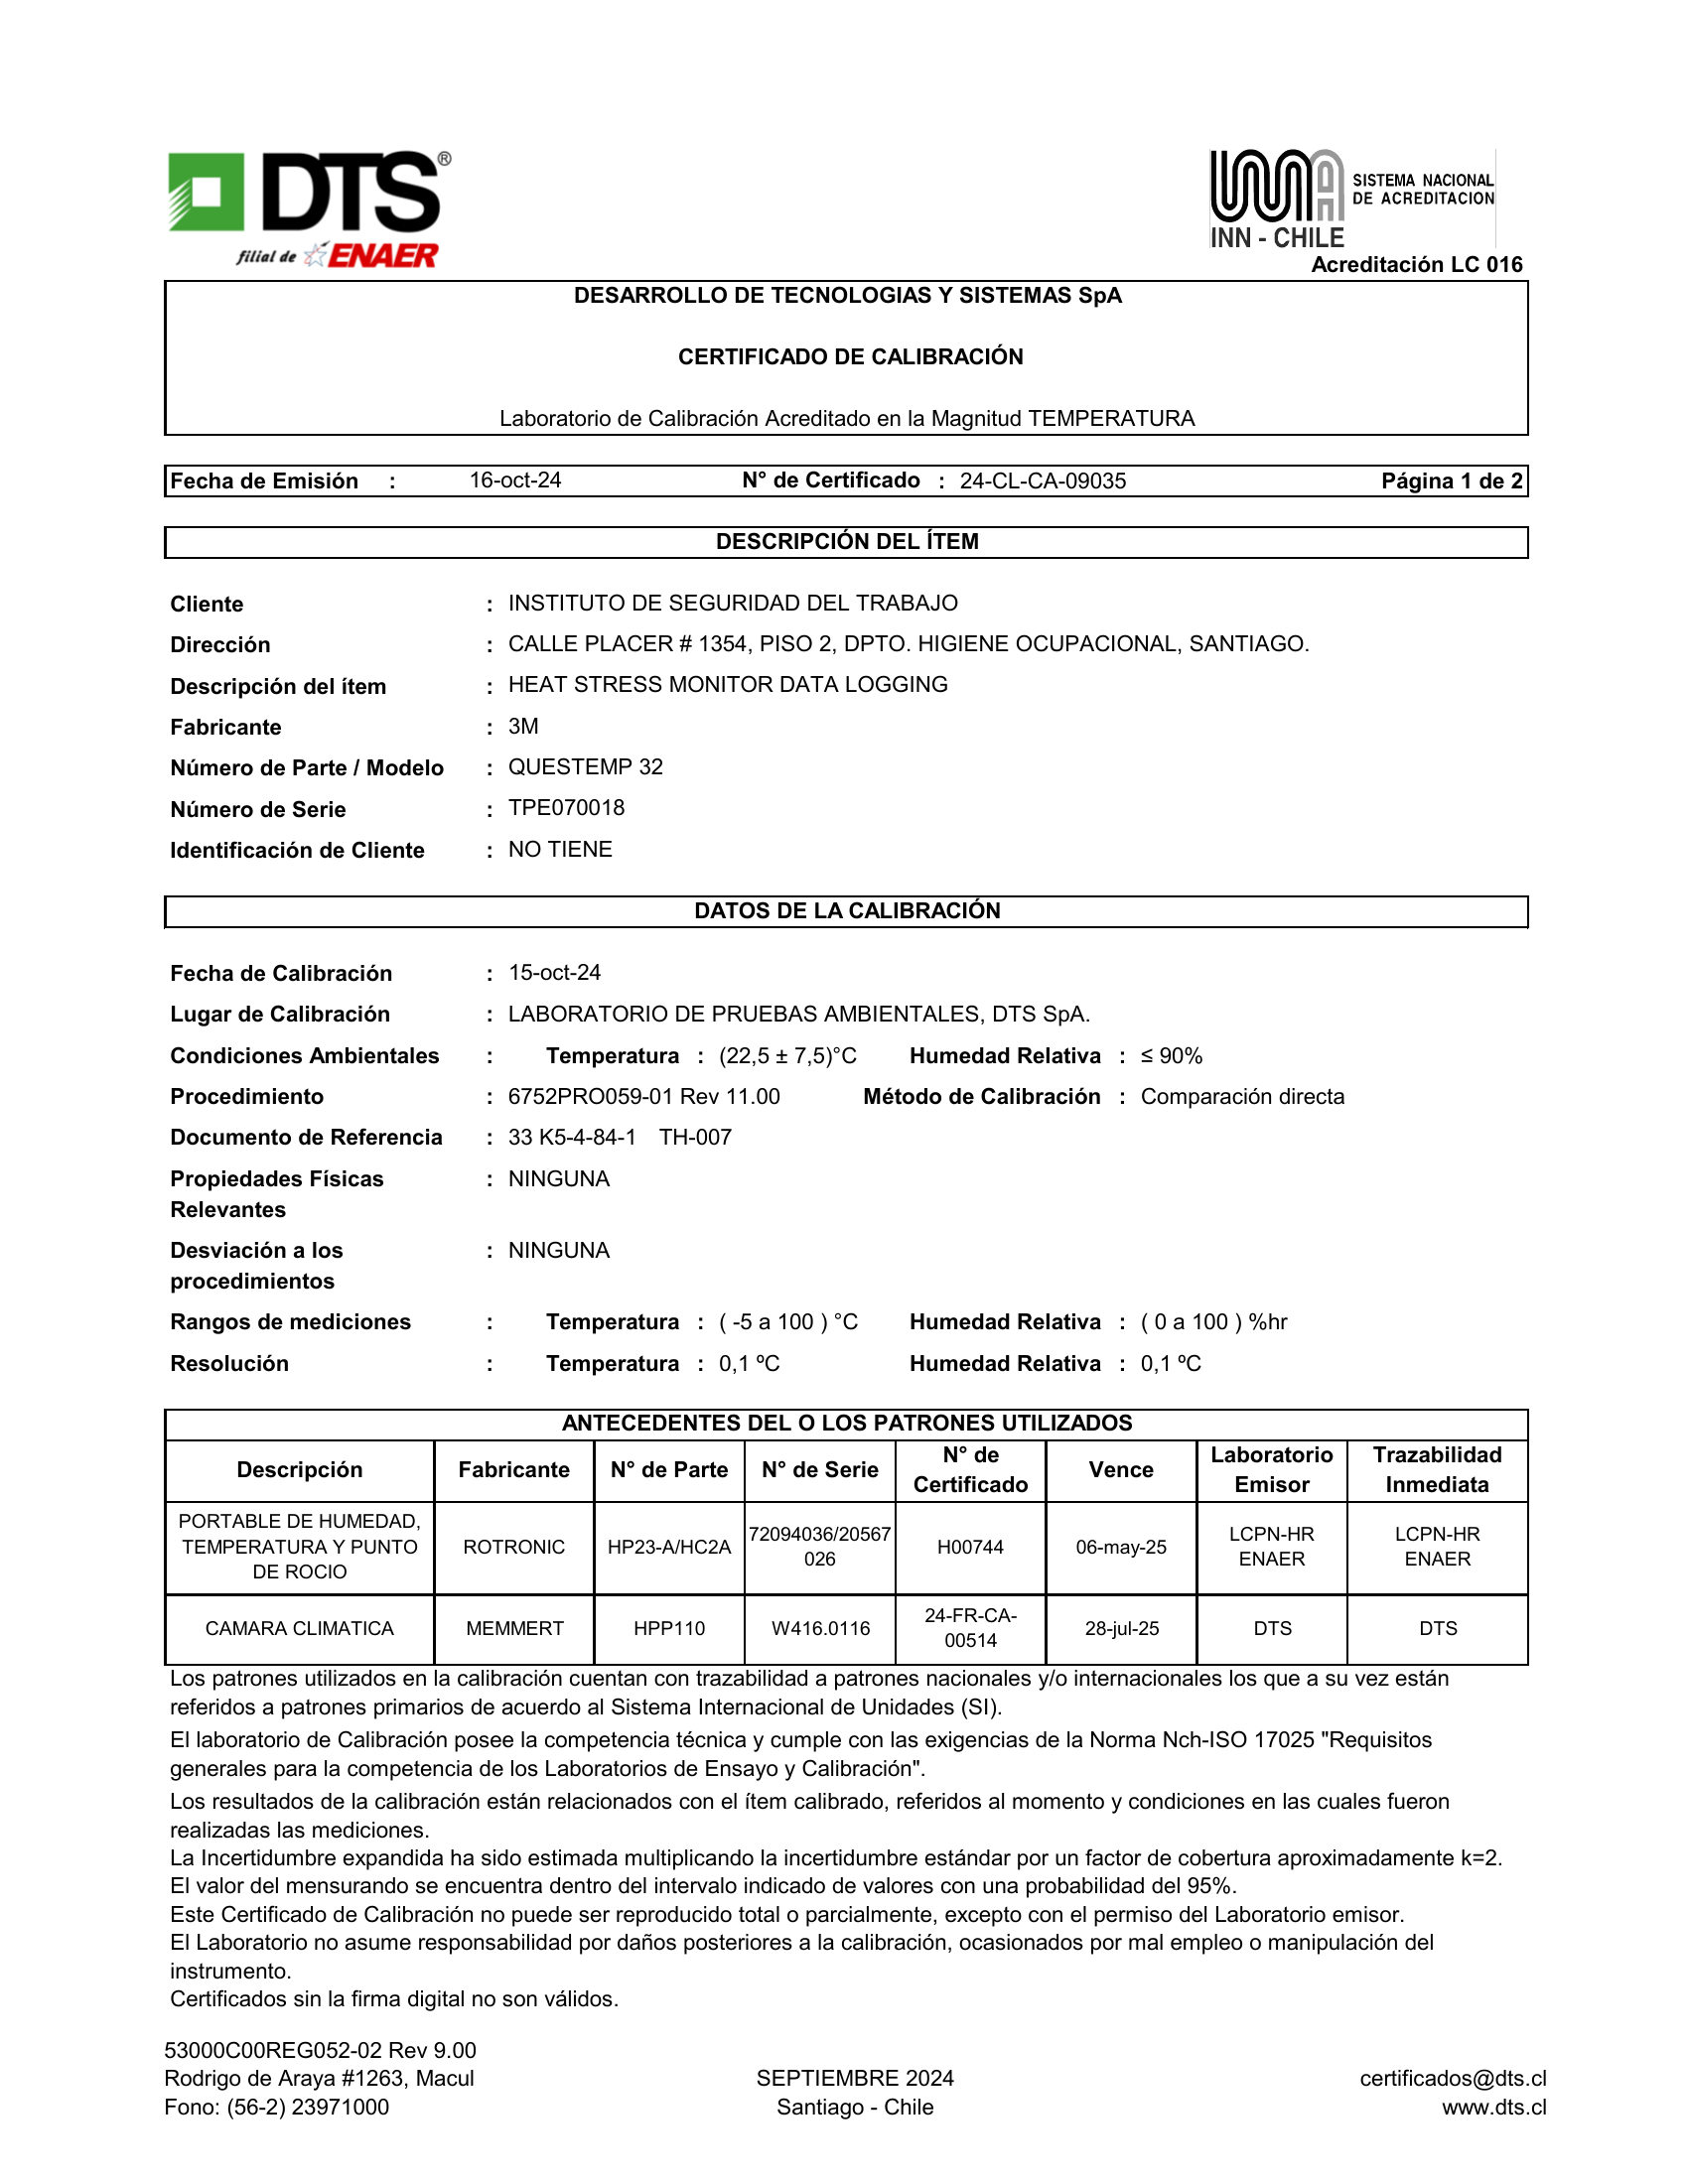 DTS®
filial de ENAER
SISTEMA NACIONAL
DE ACREDITACION
INN - CHILE
Acreditación LC 016
DESARROLLO DE TECNOLOGIAS Y SISTEMAS SpA
CERTIFICADO DE CALIBRACIÓN
Laboratorio de Calibración Acreditado en la Magnitud TEMPERATURA
Fecha de Emisión : 16-oct-24 N° de Certificado : 24-CL-CA-09035 Página 1 de 2
DESCRIPCIÓN DEL ÍTEM
Cliente : INSTITUTO DE SEGURIDAD DEL TRABAJO
Dirección : CALLE PLACER # 1354, PISO 2, DPTO. HIGIENE OCUPACIONAL, SANTIAGO.
Descripción del ítem : HEAT STRESS MONITOR DATA LOGGING
Fabricante : 3M
Número de Parte / Modelo : QUESTEMP 32
Número de Serie : TPE070018
Identificación de Cliente : NO TIENE
DATOS DE LA CALIBRACIÓN
Fecha de Calibración : 15-oct-24
Lugar de Calibración : LABORATORIO DE PRUEBAS AMBIENTALES, DTS SpA.
Condiciones Ambientales : Temperatura : (22,5 ± 7,5)°C Humedad Relativa : ≤ 90%
Procedimiento : 6752PRO059-01 Rev 11.00 Método de Calibración : Comparación directa
Documento de Referencia : 33 K5-4-84-1 TH-007
Propiedades Físicas : NINGUNA
Relevantes
Desviación a los : NINGUNA
procedimientos
Rangos de mediciones : Temperatura : ( -5 a 100 ) °C Humedad Relativa : ( 0 a 100 ) %hr
Resolución : Temperatura : 0,1 ºC Humedad Relativa : 0,1 ºC
ANTECEDENTES DEL O LOS PATRONES UTILIZADOS
Descripción Fabricante N° de Parte N° de Serie N° de Certificado Vence Laboratorio Emisor Trazabilidad Inmediata
PORTABLE DE HUMEDAD, TEMPERATURA Y PUNTO DE ROCIO ROTRONIC HP23-A/HC2A 72094036/20567026 H00744 06-may-25 LCPN-HR ENAER LCPN-HR ENAER
CAMARA CLIMATICA MEMMERT HPP110 W416.0116 24-FR-CA-00514 28-jul-25 DTS DTS
Los patrones utilizados en la calibración cuentan con trazabilidad a patrones nacionales y/o internacionales los que a su vez están
referidos a patrones primarios de acuerdo al Sistema Internacional de Unidades (SI).
El laboratorio de Calibración posee la competencia técnica y cumple con las exigencias de la Norma Nch-ISO 17025 "Requisitos
generales para la competencia de los Laboratorios de Ensayo y Calibración".
Los resultados de la calibración están relacionados con el ítem calibrado, referidos al momento y condiciones en las cuales fueron
realizadas las mediciones.
La Incertidumbre expandida ha sido estimada multiplicando la incertidumbre estándar por un factor de cobertura aproximadamente k=2.
El valor del mensurando se encuentra dentro del intervalo indicado de valores con una probabilidad del 95%.
Este Certificado de Calibración no puede ser reproducido total o parcialmente, excepto con el permiso del Laboratorio emisor.
El Laboratorio no asume responsabilidad por daños posteriores a la calibración, ocasionados por mal empleo o manipulación del
instrumento.
Certificados sin la firma digital no son válidos.
53000C00REG052-02 Rev 9.00
Rodrigo de Araya #1263, Macul SEPTIEMBRE 2024 certificados@dts.cl
Fono: (56-2) 23971000 Santiago - Chile www.dts.cl